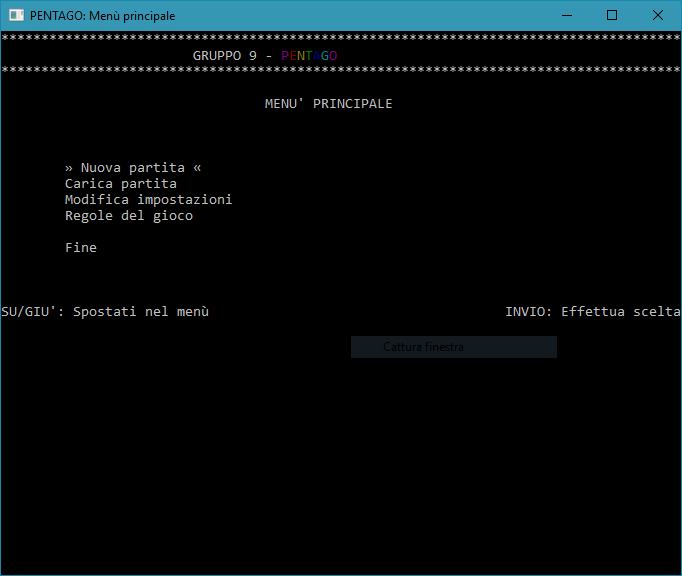 PENTAGO: Menù principale
*************************************************************************************
GRUPPO 9 - PENTAGO
*************************************************************************************
MENU' PRINCIPALE
» Nuova partita «
Carica partita
Modifica impostazioni
Regole del gioco
Fine
SU/GIU': Spostati nel menù INVIO: Effettua scelta
Cattura finestra